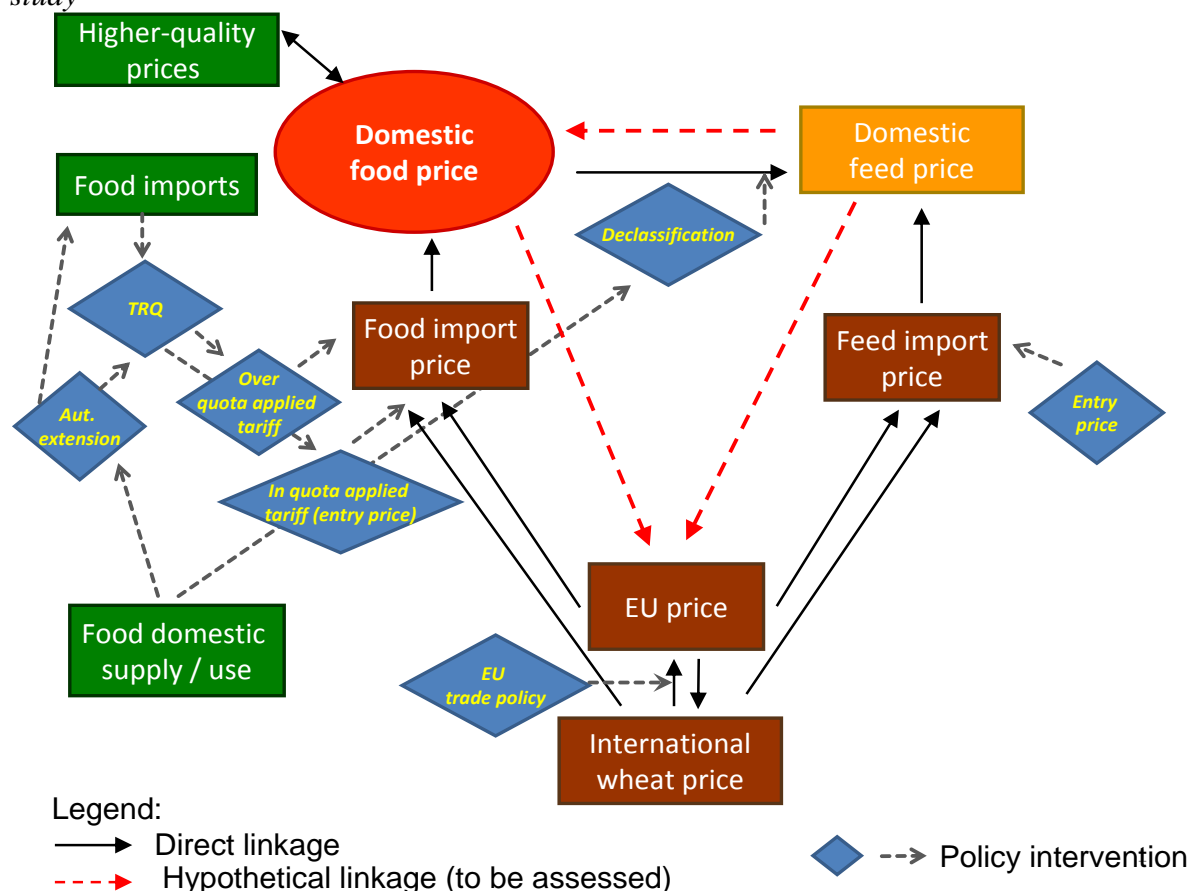 study
Higher-quality
prices
Domestic
food price
Domestic
feed price
Food imports
Declassification
TRQ
Food import
price
Feed import
price
Over
quota applied
tariff
Aut.
extension
Entry
price
In quota applied
tariff (entry price)
EU price
Food domestic
supply / use
EU
trade policy
International
wheat price
Legend:
Direct linkage
Policy intervention
Hypothetical linkage (to be assessed)